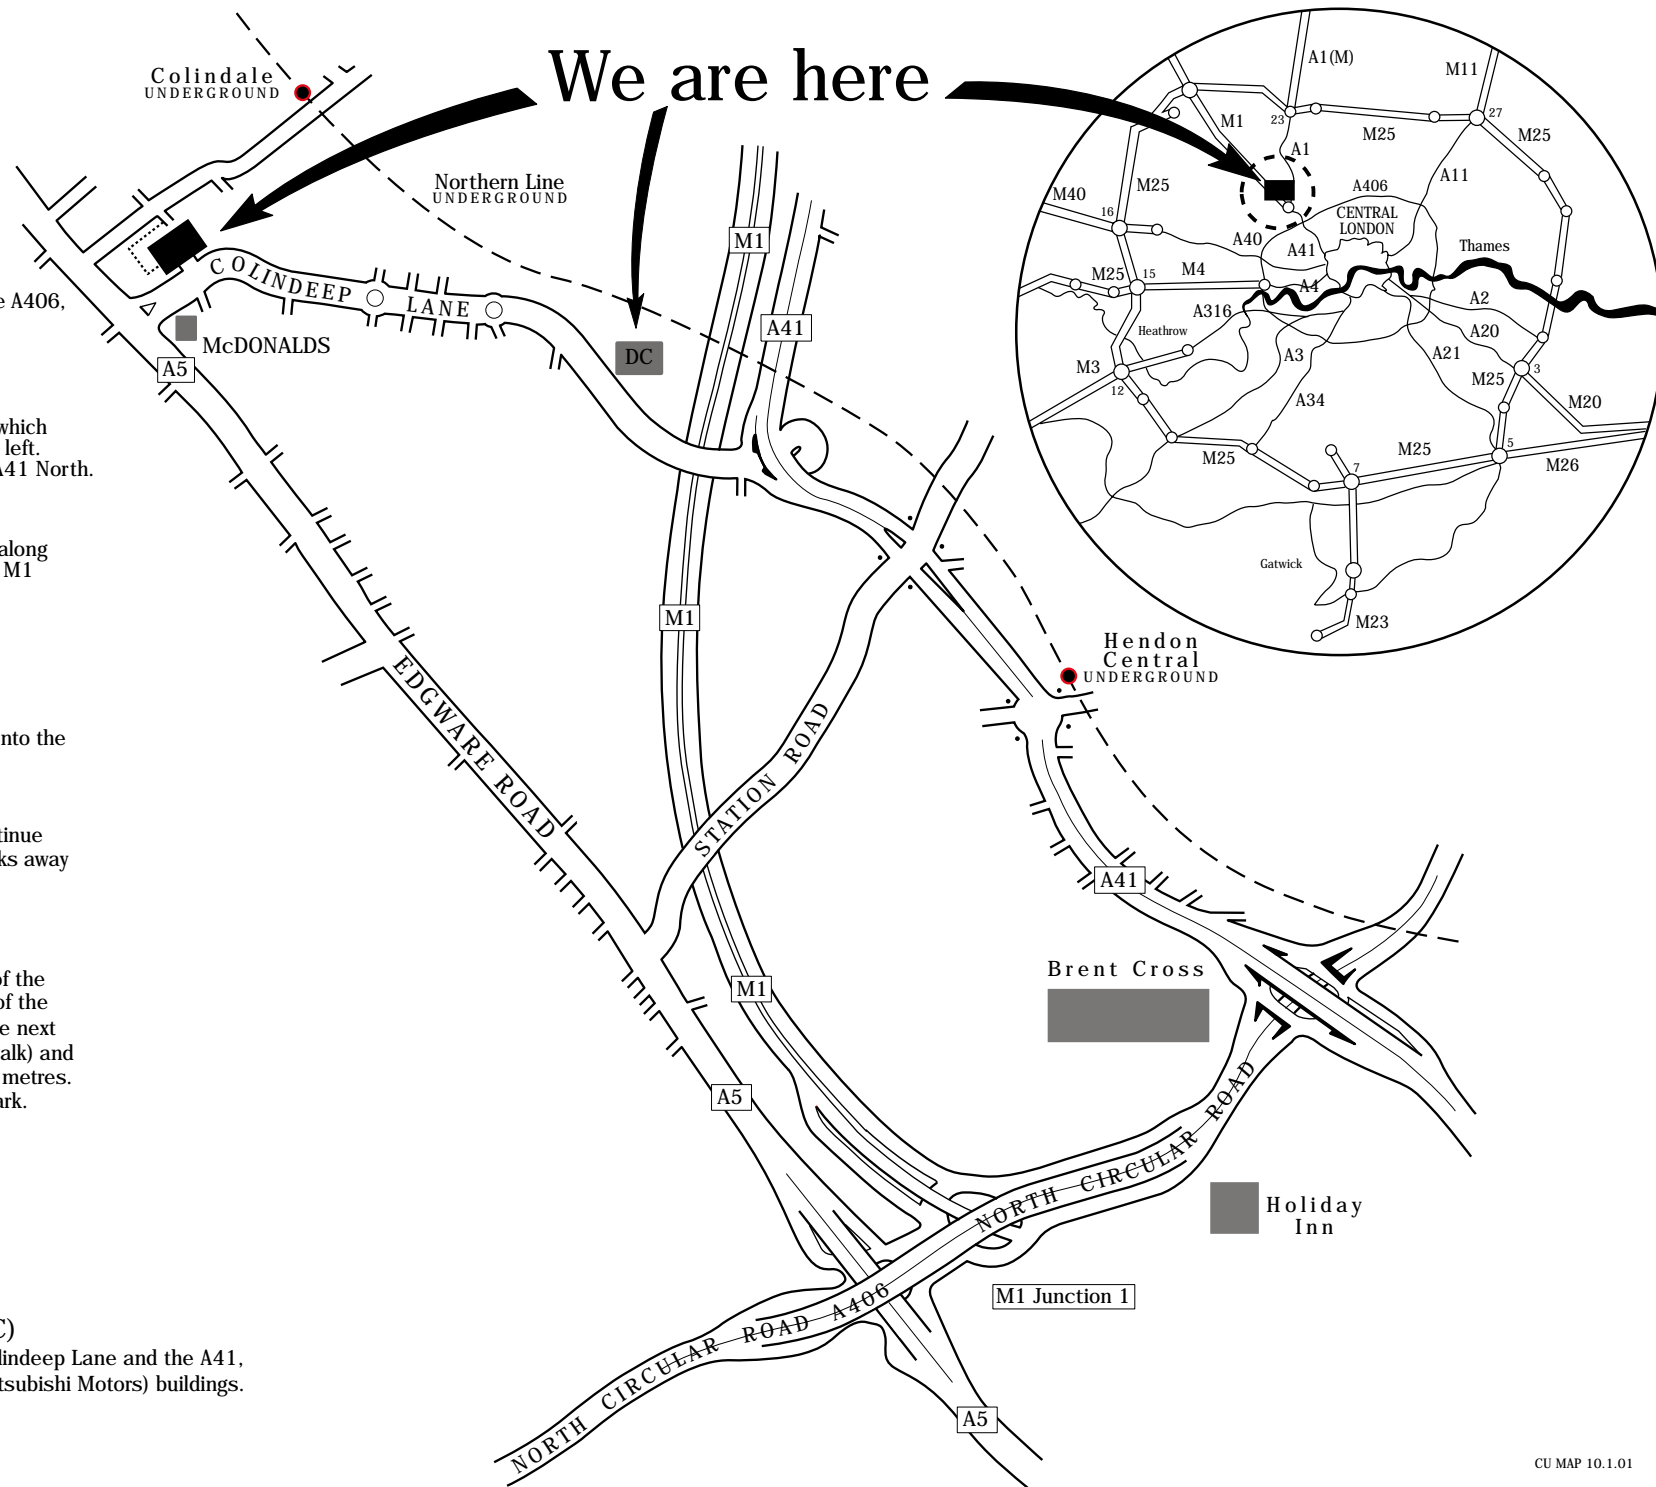 We are here
Colindale
UNDERGROUND
Northern Line
UNDERGROUND
COLINDEEP LANE
McDONALDS
A5
DC
M1
A41
M1
EDGWARE ROAD
STATION ROAD
Hendon
Central
UNDERGROUND
A41
M1
Brent Cross
A5
NORTH CIRCULAR ROAD
Holiday
Inn
M1 Junction 1
NORTH CIRCULAR ROAD A406
A5
CU MAP 10.1.01
A1(M)
M11
M1
23
27
M25
M25
A1
M25
A406
A11
M40
16
CENTRAL
LONDON
A40
A41
Thames
M25
15
M4
A4
A2
A316
Heathrow
A20
A3
A21
M3
12
M25
3
A34
M20
M25
M25
5
7
M26
Gatwick
M23
e A406,
which
left.
A41 North.
along
M1
nto the
tinue
ks away
of the
of the
e next
alk) and
metres.
ark.
C)
lindeep Lane and the A41,
tsubishi Motors) buildings.